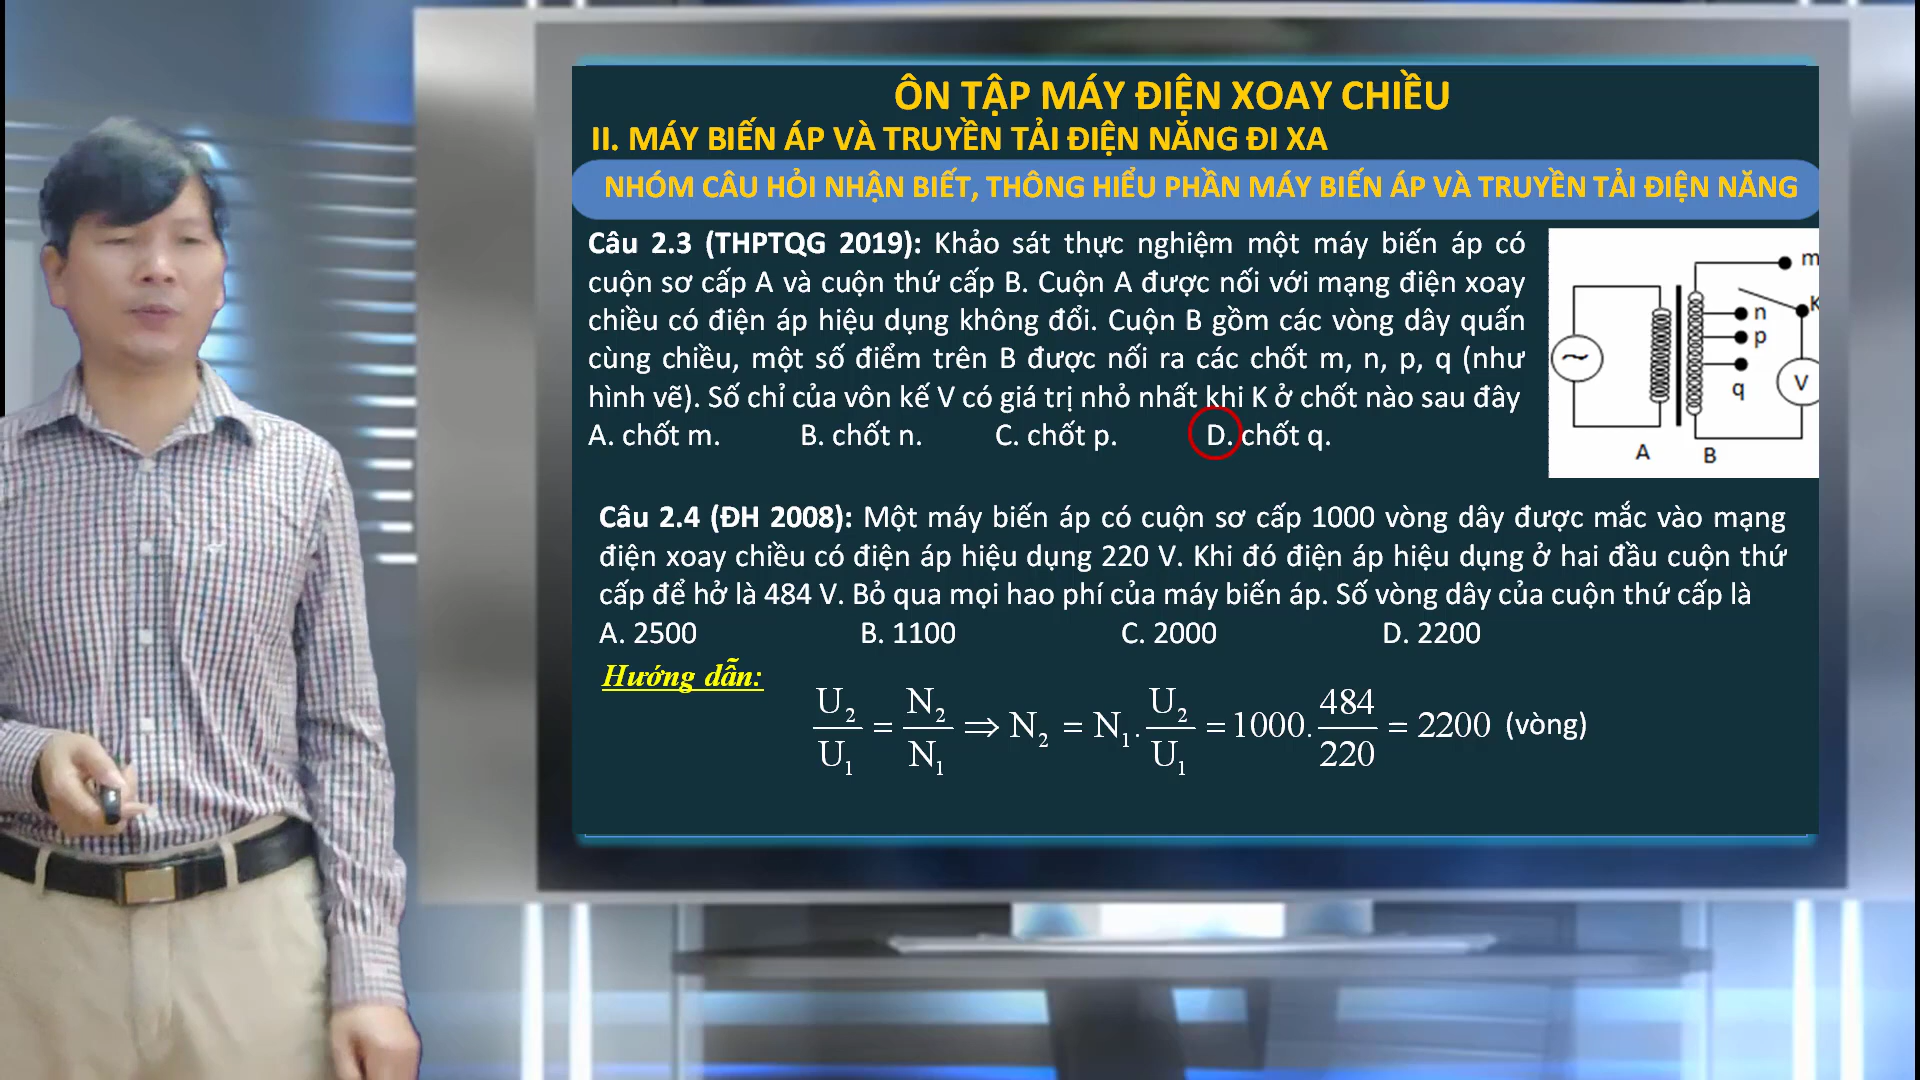 ÔN TẬP MÁY ĐIỆN XOAY CHIỀU
II. MÁY BIẾN ÁP VÀ TRUYỀN TẢI ĐIỆN NĂNG ĐI XA
NHÓM CÂU HỎI NHẬN BIẾT, THÔNG HIỂU PHẦN MÁY BIẾN ÁP VÀ TRUYỀN TẢI ĐIỆN NĂNG
Câu 2.3 (THPTQG 2019): Khảo sát thực nghiệm một máy biến áp có
cuộn sơ cấp A và cuộn thứ cấp B. Cuộn A được nối với mạng điện xoay
chiều có điện áp hiệu dụng không đổi. Cuộn B gồm các vòng dây quấn
cùng chiều, một số điểm trên B được nối ra các chốt m, n, p, q (như
hình vẽ). Số chỉ của vôn kế V có giá trị nhỏ nhất khi K ở chốt nào sau đây
A. chốt m. B. chốt n. C. chốt p. D. chốt q.
m
K
n
p
q
V
A B
Câu 2.4 (ĐH 2008): Một máy biến áp có cuộn sơ cấp 1000 vòng dây được mắc vào mạng
điện xoay chiều có điện áp hiệu dụng 220 V. Khi đó điện áp hiệu dụng ở hai đầu cuộn thứ
cấp để hở là 484 V. Bỏ qua mọi hao phí của máy biến áp. Số vòng dây của cuộn thứ cấp là
A. 2500 B. 1100 C. 2000 D. 2200
Hướng dẫn:
U₂/U₁ = N₂/N₁ ⇒ N₂ = N₁.U₂/U₁ = 1000.484/220 = 2200 (vòng)